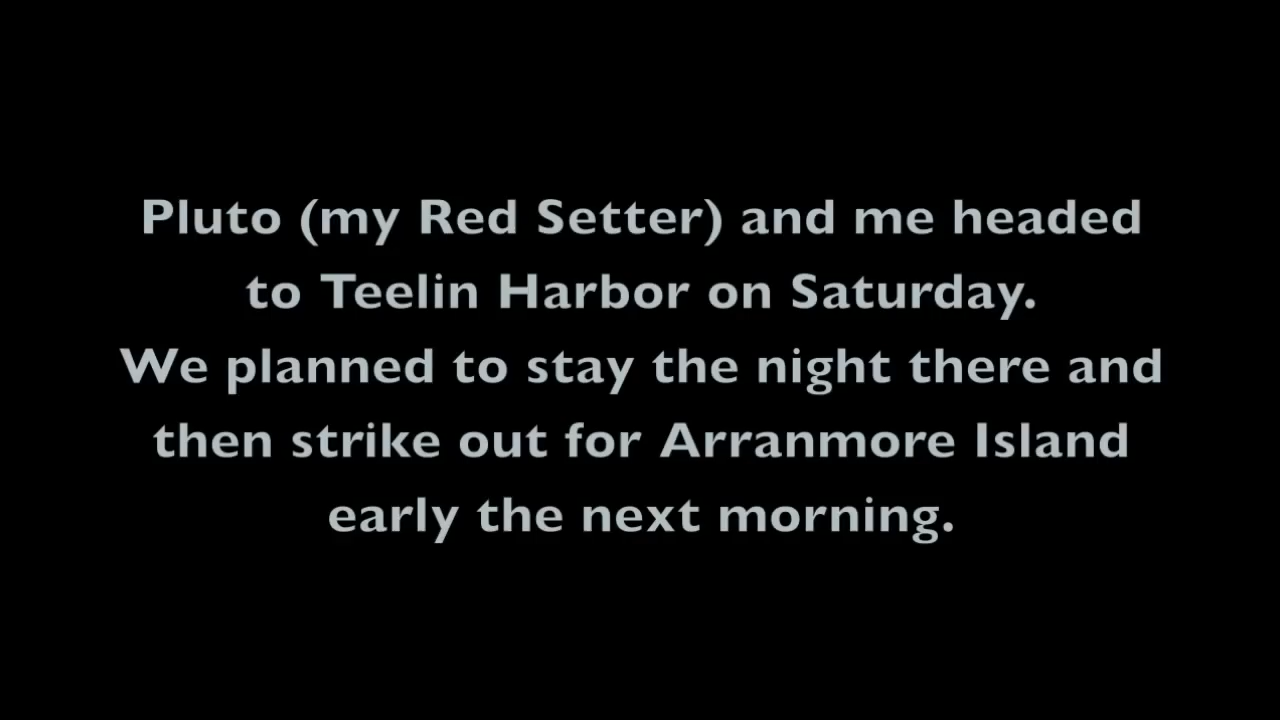 Pluto (my Red Setter) and me headed
to Teelin Harbor on Saturday.
We planned to stay the night there and
then strike out for Arranmore Island
early the next morning.